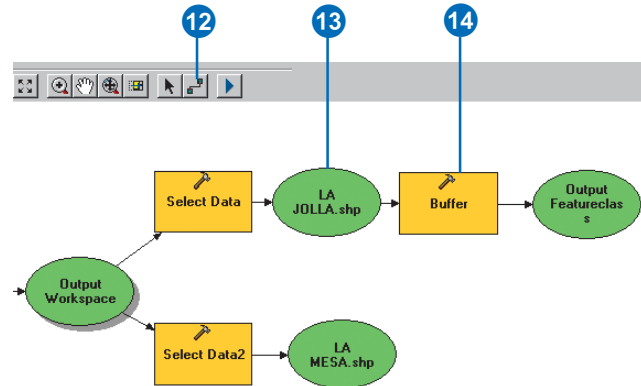 12
13
14
Select Data
LA
JOLLA.shp
Buffer
Output
Featureclas
s
Output
Workspace
Select Data2
LA
MESA.shp